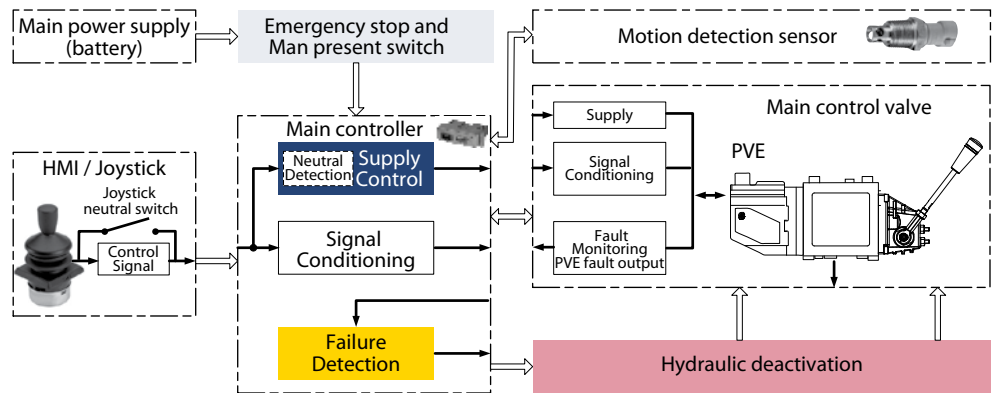 Main power supply
(battery)
Emergency stop and
Man present switch
Motion detection sensor
Main controller
Neutral
Detection
Supply
Control
Signal
Conditioning
Failure
Detection
HMI / Joystick
Joystick
neutral switch
Control
Signal
Main control valve
Supply
Signal
Conditioning
Fault
Monitoring
PVE fault output
PVE
Hydraulic deactivation